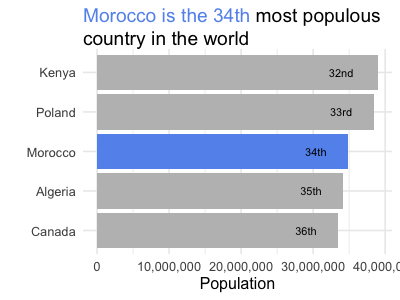 Morocco is the 34th most populous
country in the world
Kenya 32nd
Poland 33rd
Morocco 34th
Algeria 35th
Canada 36th
0 10,000,000 20,000,000 30,000,000 40,000,0
Population